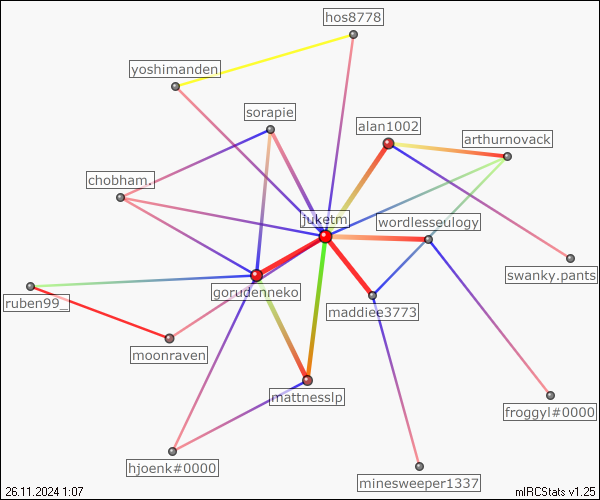 hos8778
yoshimanden
sorapie
alan1002
arthurnovack
chobham.
juketm
wordlesseulogy
swanky.pants
gorudenneko
ruben99_
maddiee3773
moonraven
mattnesslp
froggyl#0000
hjoenk#0000
minesweeper1337
26.11.2024 1:07
mIRCStats v1.25